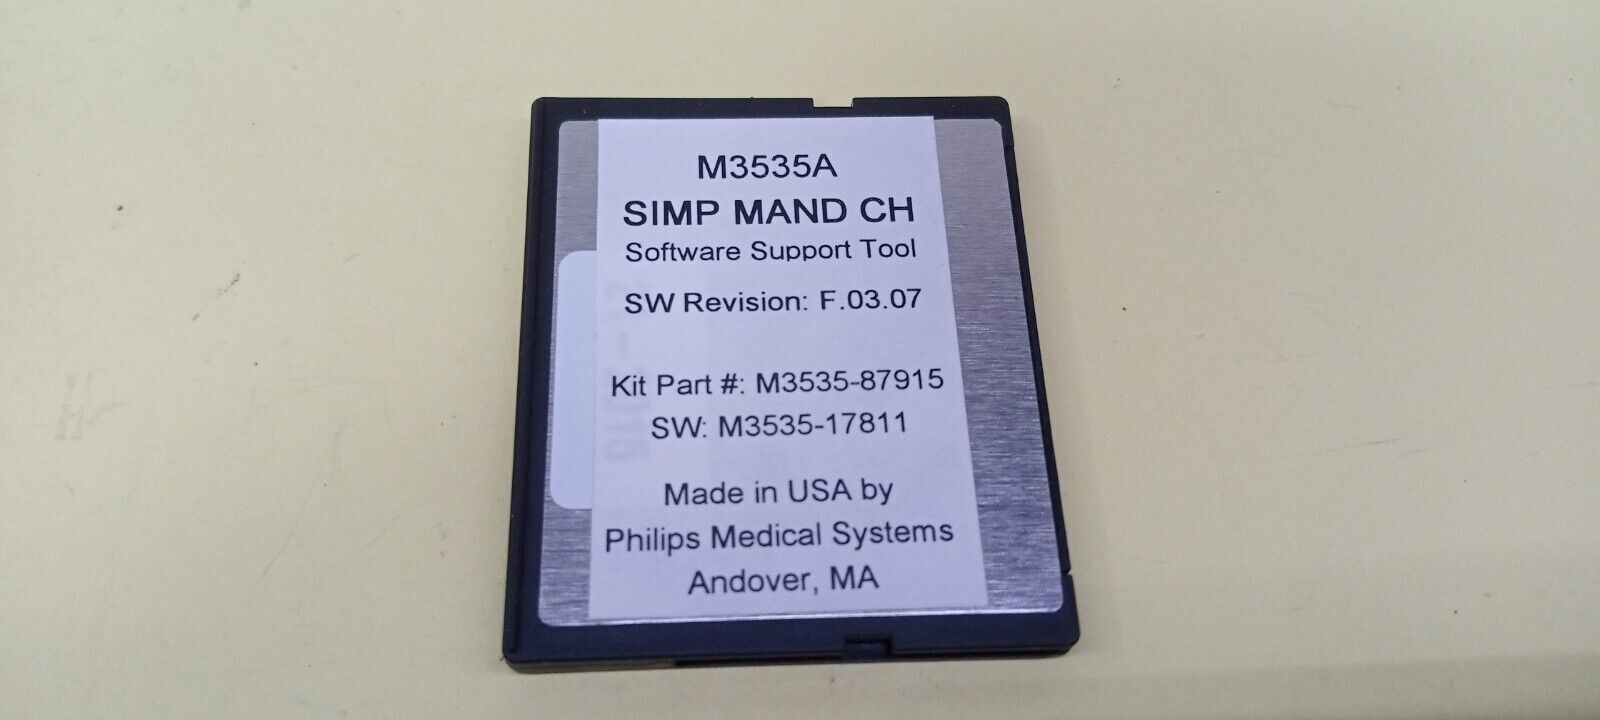 M3535A
SIMP MAND CH
Software Support Tool
SW Revision: F.03.07
Kit Part #: M3535-87915
SW: M3535-17811
Made in USA by
Philips Medical Systems
Andover, MA